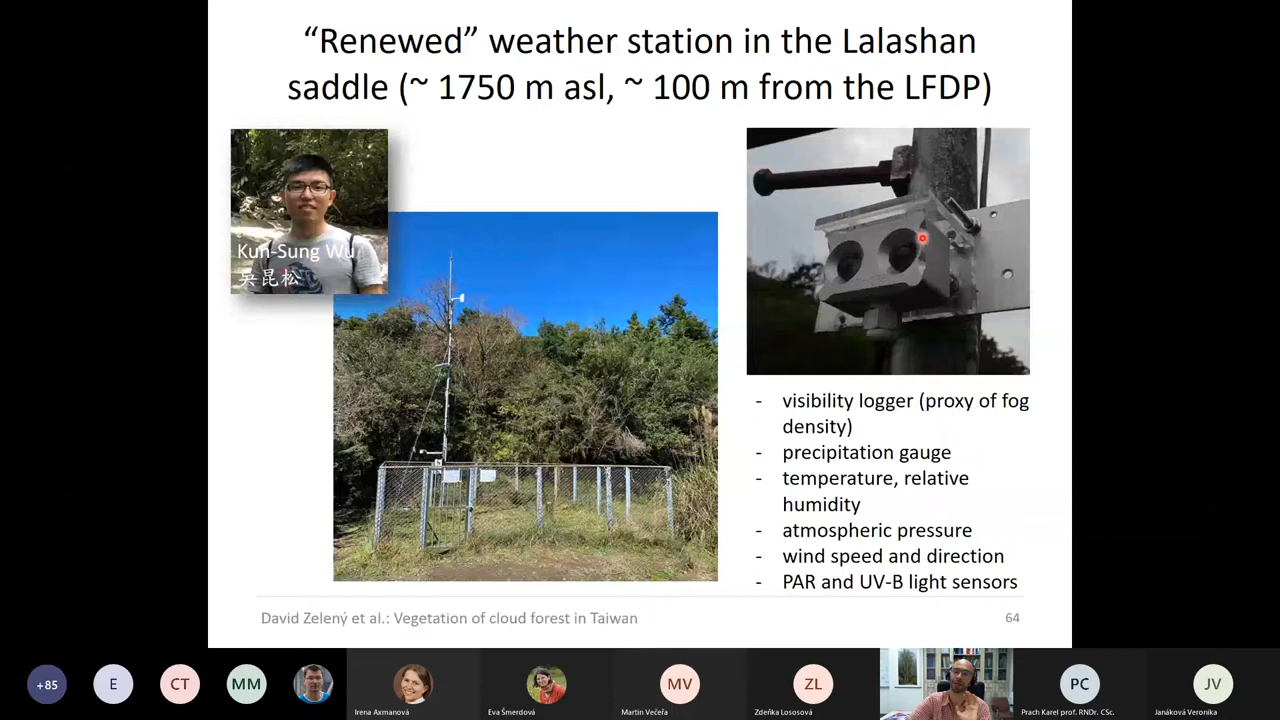 “Renewed” weather station in the Lalashan
saddle (~ 1750 m asl, ~ 100 m from the LFDP)
Kun-Sung Wu
吳昆松
- visibility logger (proxy of fog
density)
- precipitation gauge
- temperature, relative
humidity
- atmospheric pressure
- wind speed and direction
- PAR and UV-B light sensors
David Zelený et al.: Vegetation of cloud forest in Taiwan
64
+85
E
CT
MM
Irena Axmanová
Eva Šmerdová
MV
Martin Večeřa
ZL
Zdeňka Lososová
PC
Prach Karel prof. RNDr. CSc.
JV
Janáková Veronika